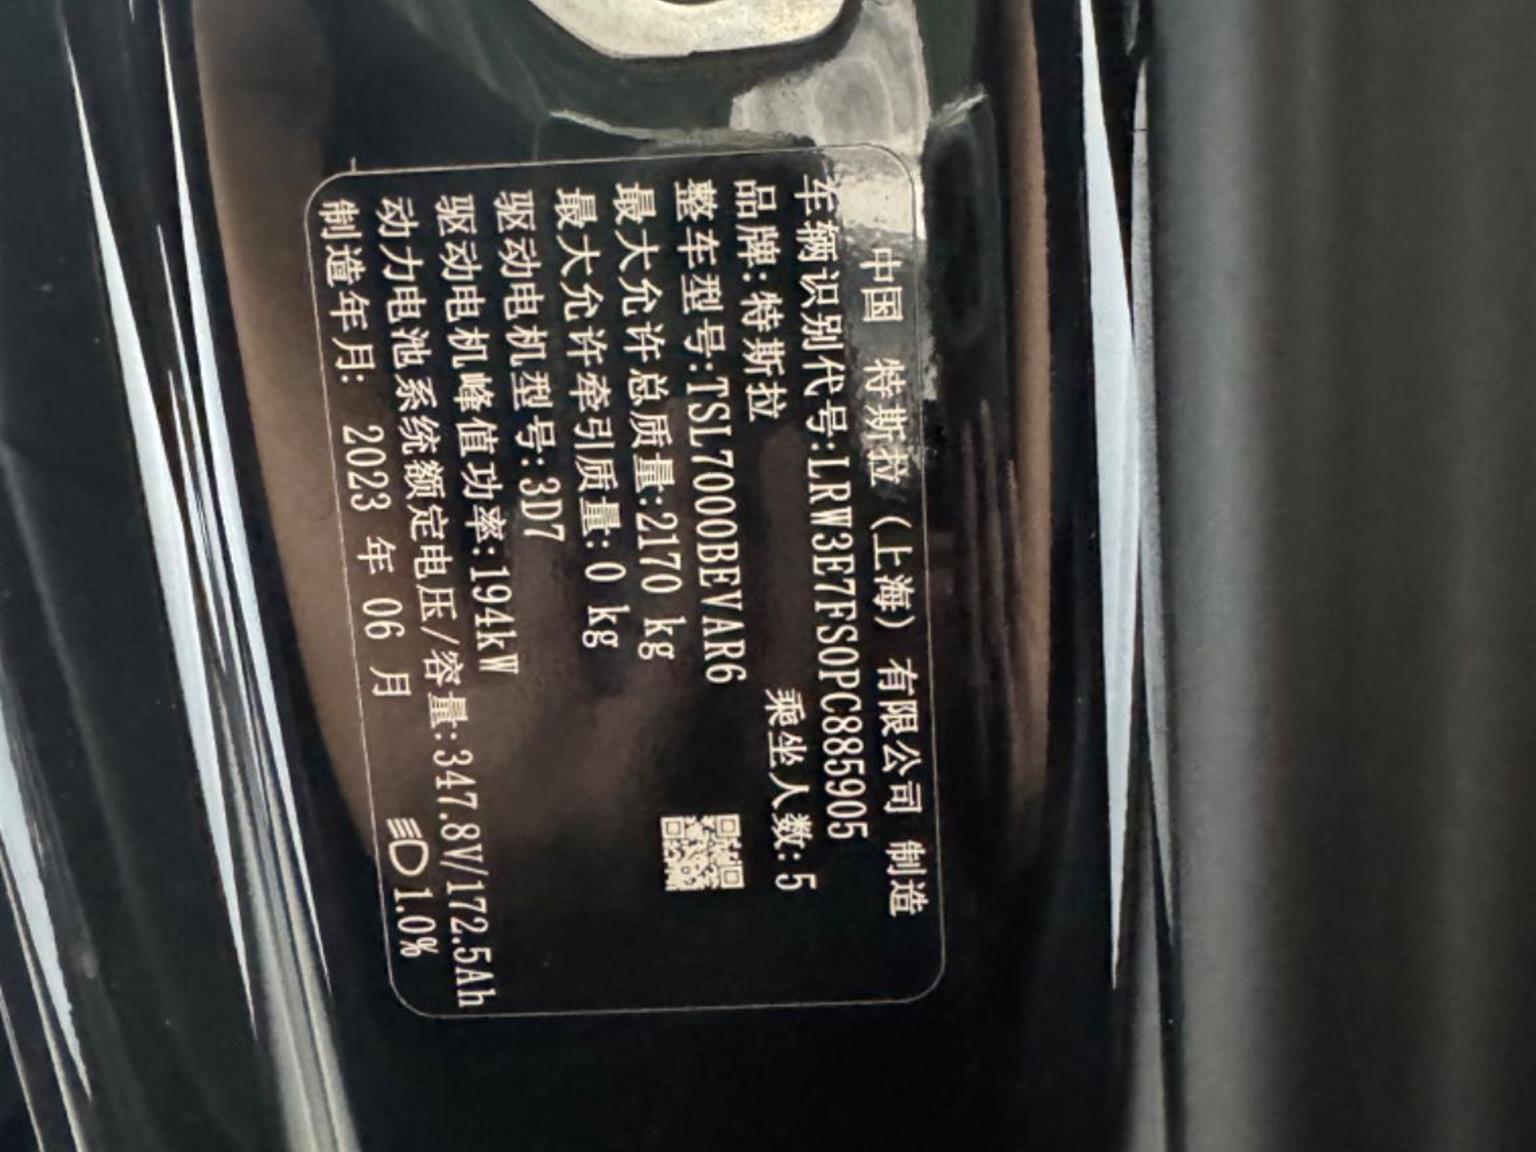 中国 特斯拉（上海）有限公司 制造
车辆识别代号:LRW3E7FS0PC885905
品牌:特斯拉 乘坐人数:5
整车型号:TSL7000BEVAR6
最大允许总质量:2170 kg
最大允许牵引质量:0 kg
驱动电机型号:3D7
驱动电机峰值功率:194kW
动力电池系统额定电压/容量:347.8V/172.5Ah
制造年月: 2023 年 06 月 1.0%